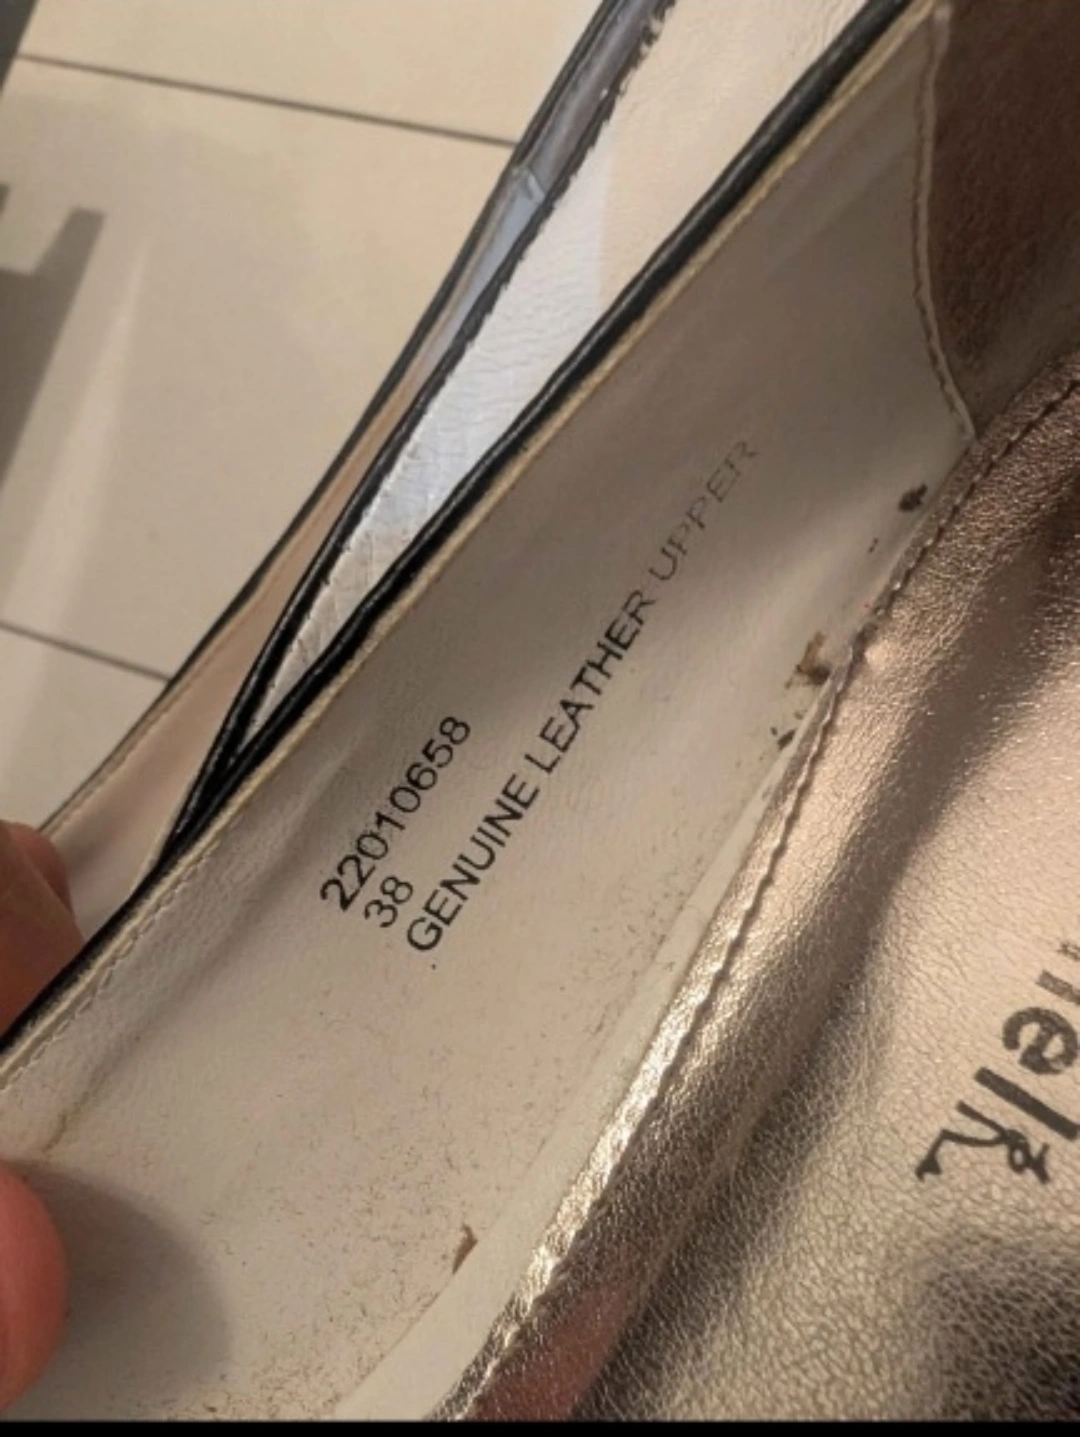 22010658
38
GENUINE LEATHER UPPER